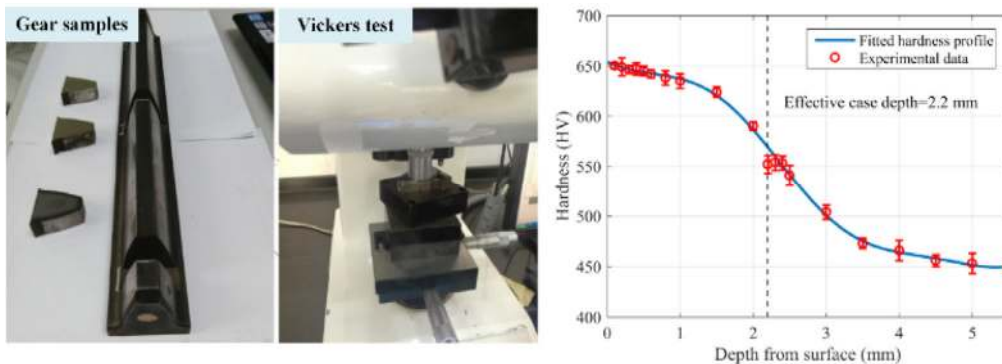 Gear samples
Vickers test
Fitted hardness profile
Experimental data
Effective case depth=2.2 mm
Hardness (HV)
700
650
600
550
500
450
400
0 1 2 3 4 5
Depth from surface (mm)